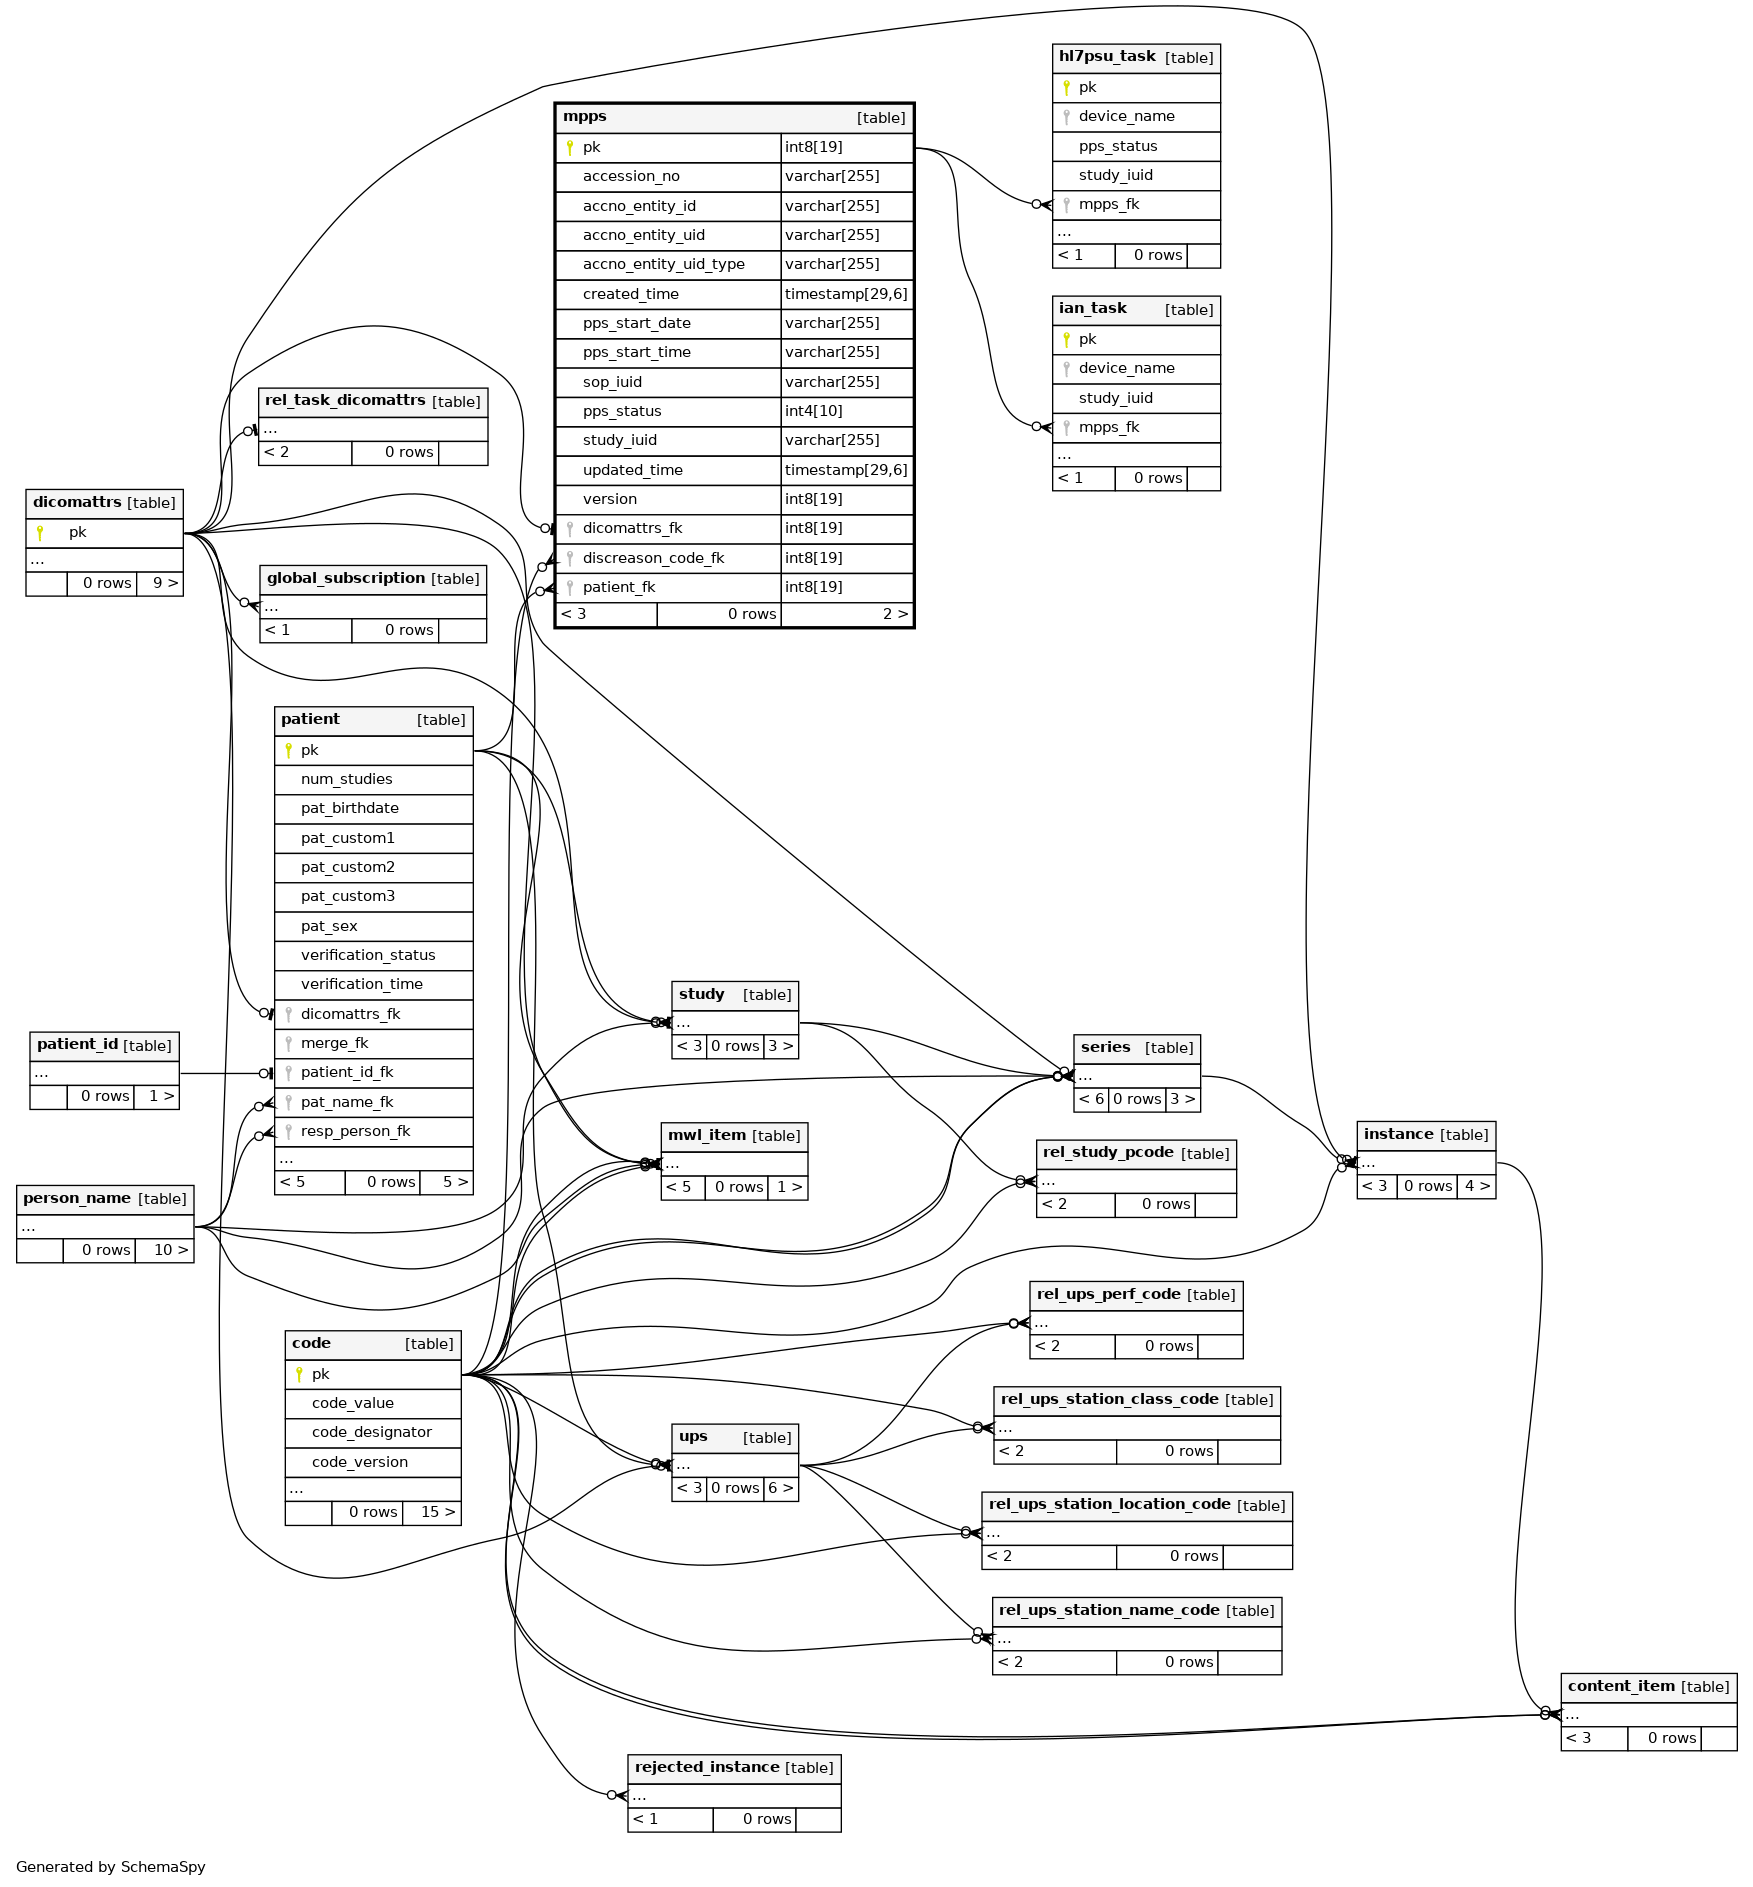 hl7psu_task [table]
pk
device_name
pps_status
study_iuid
mpps_fk
...
< 1 0 rows
mpps [table]
pk int8[19]
accession_no varchar[255]
accno_entity_id varchar[255]
accno_entity_uid varchar[255]
accno_entity_uid_type varchar[255]
created_time timestamp[29,6]
pps_start_date varchar[255]
pps_start_time varchar[255]
sop_iuid varchar[255]
pps_status int4[10]
study_iuid varchar[255]
updated_time timestamp[29,6]
version int8[19]
dicomattrs_fk int8[19]
discreason_code_fk int8[19]
patient_fk int8[19]
< 3 0 rows 2 >
ian_task [table]
pk
device_name
study_iuid
mpps_fk
...
< 1 0 rows
rel_task_dicomattrs [table]
...
< 2 0 rows
dicomattrs [table]
pk
...
0 rows 9 >
global_subscription [table]
...
< 1 0 rows
patient [table]
pk
num_studies
pat_birthdate
pat_custom1
pat_custom2
pat_custom3
pat_sex
verification_status
verification_time
dicomattrs_fk
merge_fk
patient_id_fk
pat_name_fk
resp_person_fk
...
< 5 0 rows 5 >
study [table]
...
< 3 0 rows 3 >
patient_id [table]
...
0 rows 1 >
series [table]
...
< 6 0 rows 3 >
mwl_item [table]
...
< 5 0 rows 1 >
instance [table]
...
< 3 0 rows 4 >
rel_study_pcode [table]
...
< 2 0 rows
person_name [table]
...
0 rows 10 >
rel_ups_perf_code [table]
...
< 2 0 rows
code [table]
pk
code_value
code_designator
code_version
...
0 rows 15 >
rel_ups_station_class_code [table]
...
< 2 0 rows
ups [table]
...
< 3 0 rows 6 >
rel_ups_station_location_code [table]
...
< 2 0 rows
rel_ups_station_name_code [table]
...
< 2 0 rows
content_item [table]
...
< 3 0 rows
rejected_instance [table]
...
< 1 0 rows
Generated by SchemaSpy